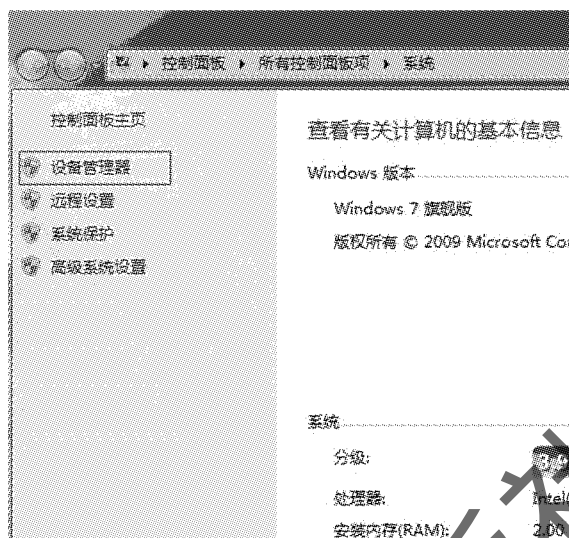 控制面板 ▸ 所有控制面板项 ▸ 系统
控制面板主页
设备管理器
远程设置
系统保护
高级系统设置
查看有关计算机的基本信息
Windows 版本
Windows 7 旗舰版
版权所有 © 2009 Microsoft Co
系统
分级:
处理器: Intel(
安装内存(RAM): 2.00